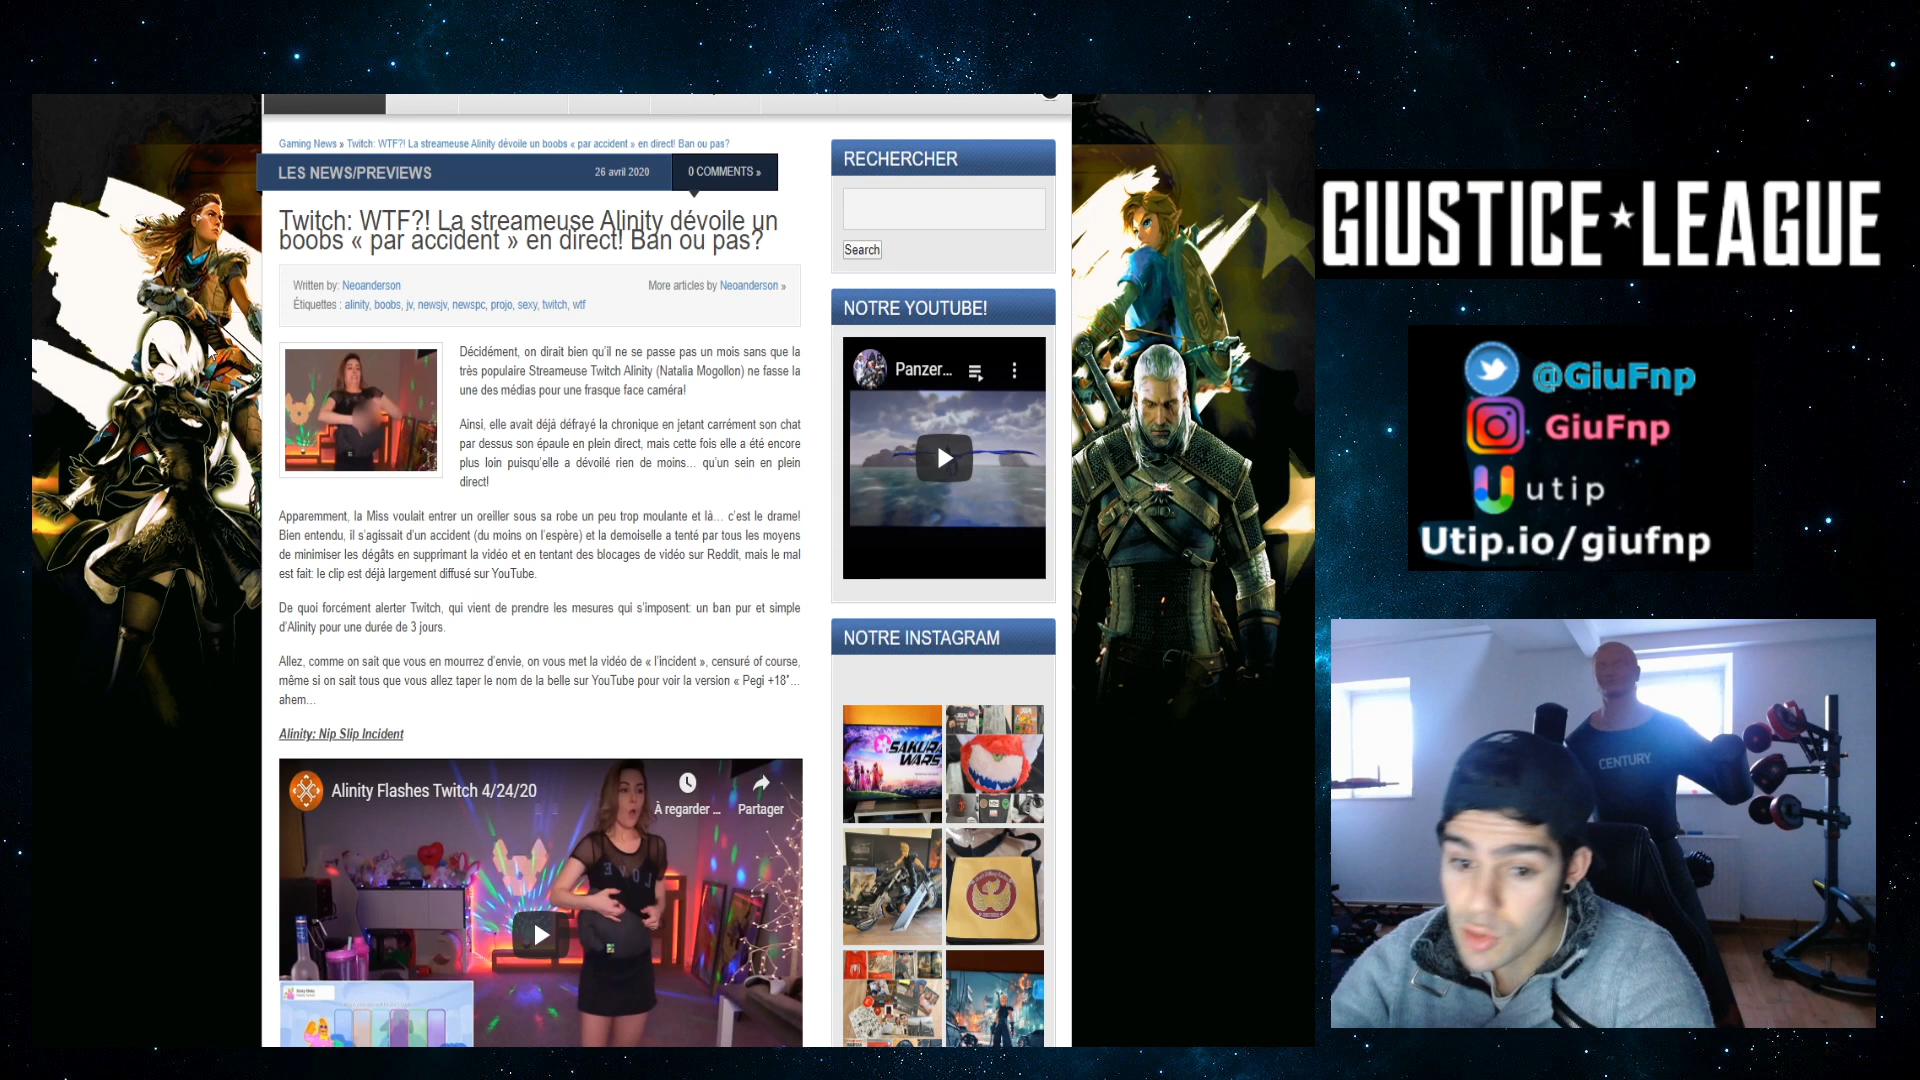 Gaming News » Twitch: WTF?! La streameuse Alinity dévoile un boobs « par accident » en direct! Ban ou pas?
LES NEWS/PREVIEWS
26 avril 2020
0 COMMENTS »
Twitch: WTF?! La streameuse Alinity dévoile un
boobs « par accident » en direct! Ban ou pas?
Written by: Neoanderson
More articles by Neoanderson »
Étiquettes : alinity, boobs, jv, newsjv, newspc, projo, sexy, twitch, wtf
Décidément, on dirait bien qu’il ne se passe pas un mois sans que la
très populaire Streameuse Twitch Alinity (Natalia Mogollon) ne fasse la
une des médias pour une frasque face caméra!
Ainsi, elle avait déjà défrayé la chronique en jetant carrément son chat
par dessus son épaule en plein direct, mais cette fois elle a été encore
plus loin puisqu’elle a dévoilé rien de moins… qu’un sein en plein
direct!
Apparemment, la Miss voulait entrer un oreiller sous sa robe un peu trop moulante et là… c’est le drame!
Bien entendu, il s’agissait d’un accident (du moins on l’espère) et la demoiselle a tenté par tous les moyens
de minimiser les dégâts en supprimant la vidéo et en tentant des blocages de vidéo sur Reddit, mais le mal
est fait: le clip est déjà largement diffusé sur YouTube.
De quoi forcément alerter Twitch, qui vient de prendre les mesures qui s’imposent: un ban pur et simple
d’Alinity pour une durée de 3 jours.
Allez, comme on sait que vous en mourrez d’envie, on vous met la vidéo de « l’incident », censuré of course,
même si on sait tous que vous allez taper le nom de la belle sur YouTube pour voir la version « Pegi +18″…
ahem…
Alinity: Nip Slip Incident
Alinity Flashes Twitch 4/24/20
À regarder ...
Partager
LOVE
RECHERCHER
Search
NOTRE YOUTUBE!
Panzer...
NOTRE INSTAGRAM
SAKURA
WARS
GIUSTICE★LEAGUE
@GiuFnp
GiuFnp
utip
Utip.io/giufnp
CENTURY